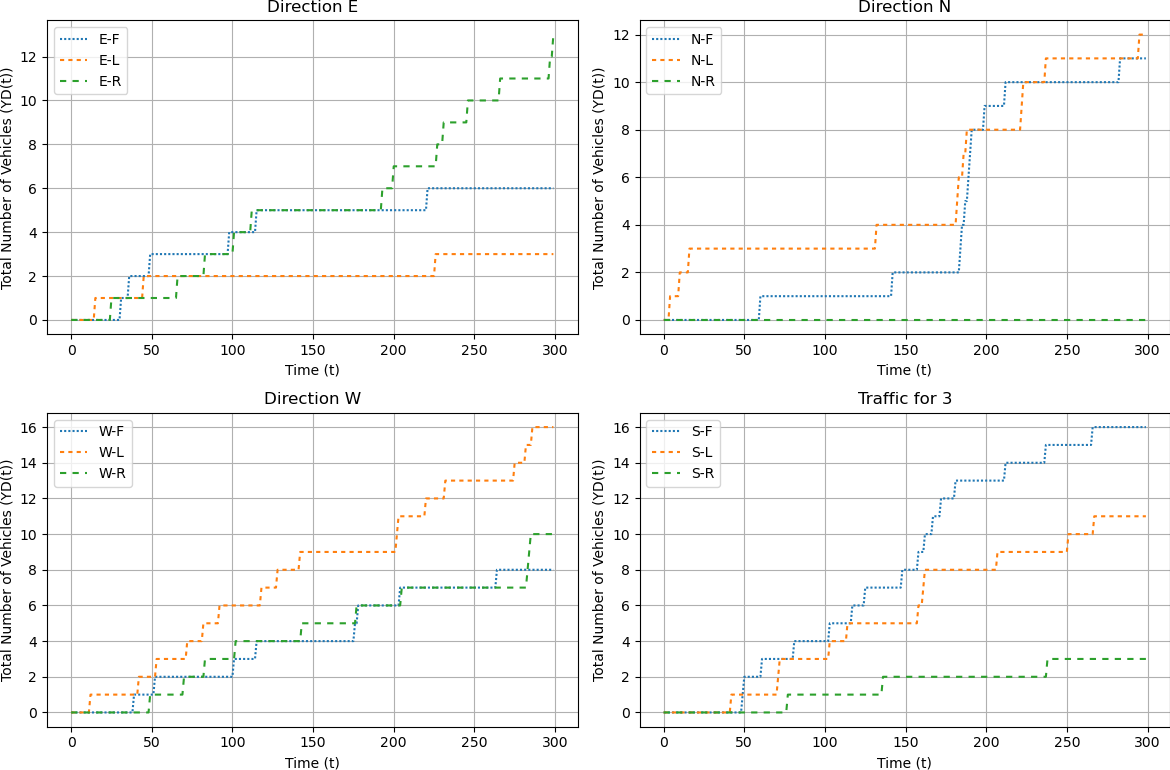 Direction E
Total Number of Vehicles (YD(t))
E-F
E-L
E-R
12
10
8
6
4
2
0
0 50 100 150 200 250 300
Time (t)
Direction N
Total Number of Vehicles (YD(t))
N-F
N-L
N-R
12
10
8
6
4
2
0
0 50 100 150 200 250 300
Time (t)
Direction W
Total Number of Vehicles (YD(t))
W-F
W-L
W-R
16
14
12
10
8
6
4
2
0
0 50 100 150 200 250 300
Time (t)
Traffic for 3
Total Number of Vehicles (YD(t))
S-F
S-L
S-R
16
14
12
10
8
6
4
2
0
0 50 100 150 200 250 300
Time (t)